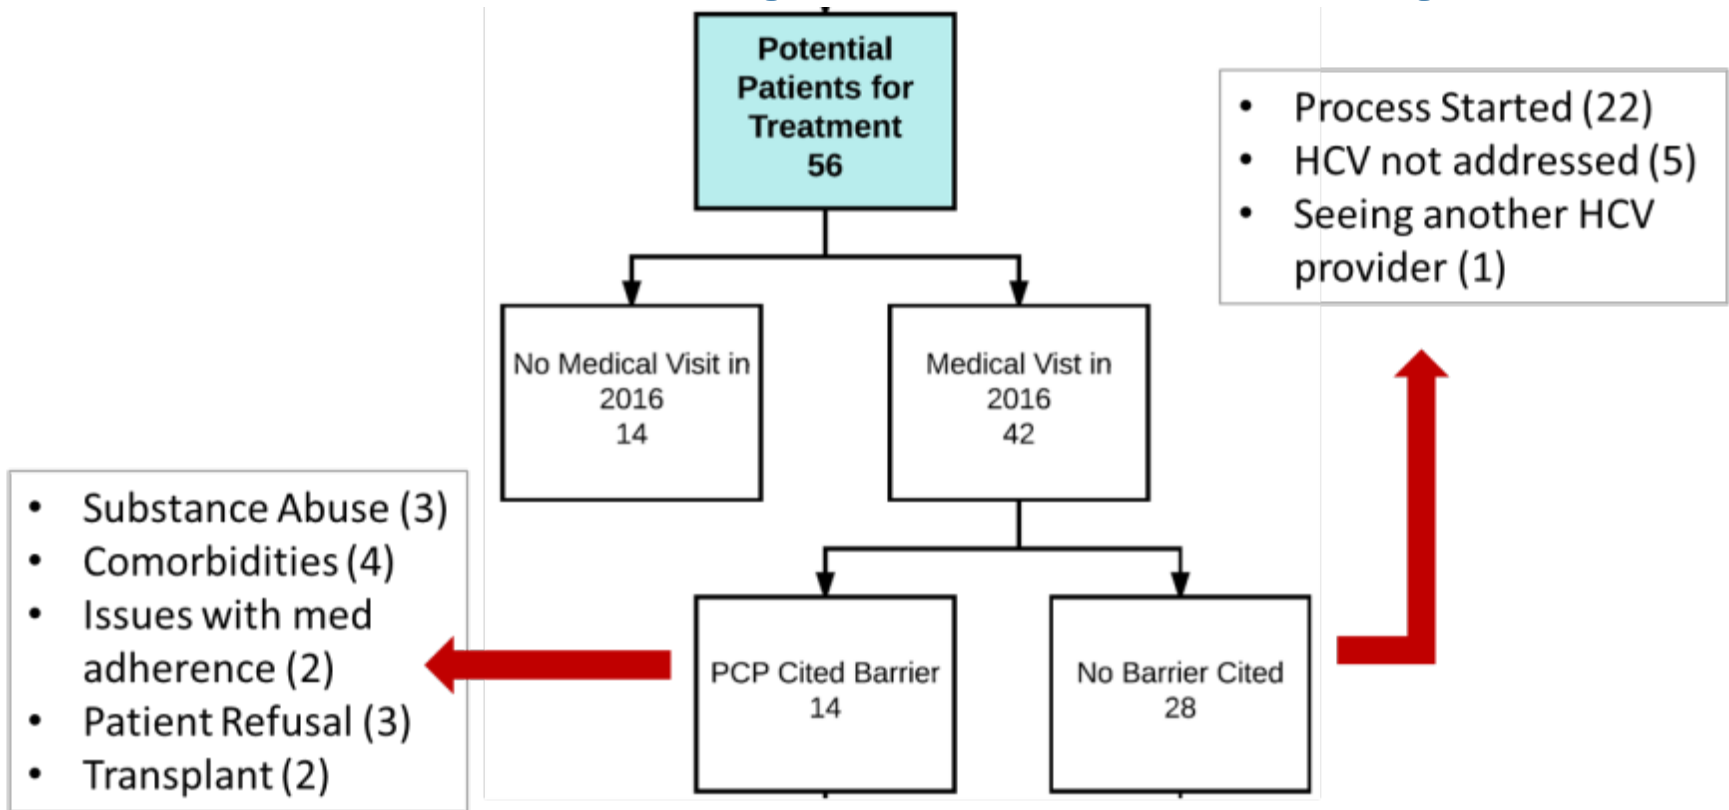 Potential
Patients for
Treatment
56
• Process Started (22)
• HCV not addressed (5)
• Seeing another HCV
provider (1)
No Medical Visit in
2016
14
Medical Vist in
2016
42
• Substance Abuse (3)
• Comorbidities (4)
• Issues with med
adherence (2)
• Patient Refusal (3)
• Transplant (2)
PCP Cited Barrier
14
No Barrier Cited
28